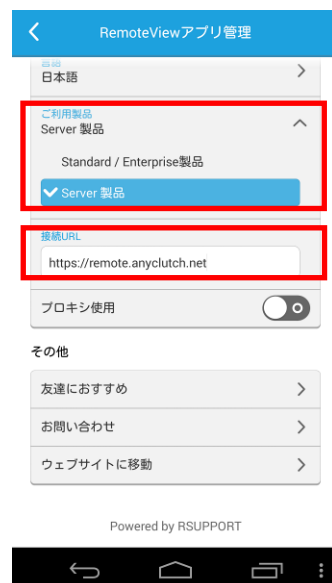 RemoteViewアプリ管理
言語
日本語
ご利用製品
Server 製品
Standard / Enterprise製品
Server 製品
接続URL
https://remote.anyclutch.net
プロキシ使用
その他
友達におすすめ
お問い合わせ
ウェブサイトに移動
Powered by RSUPPORT